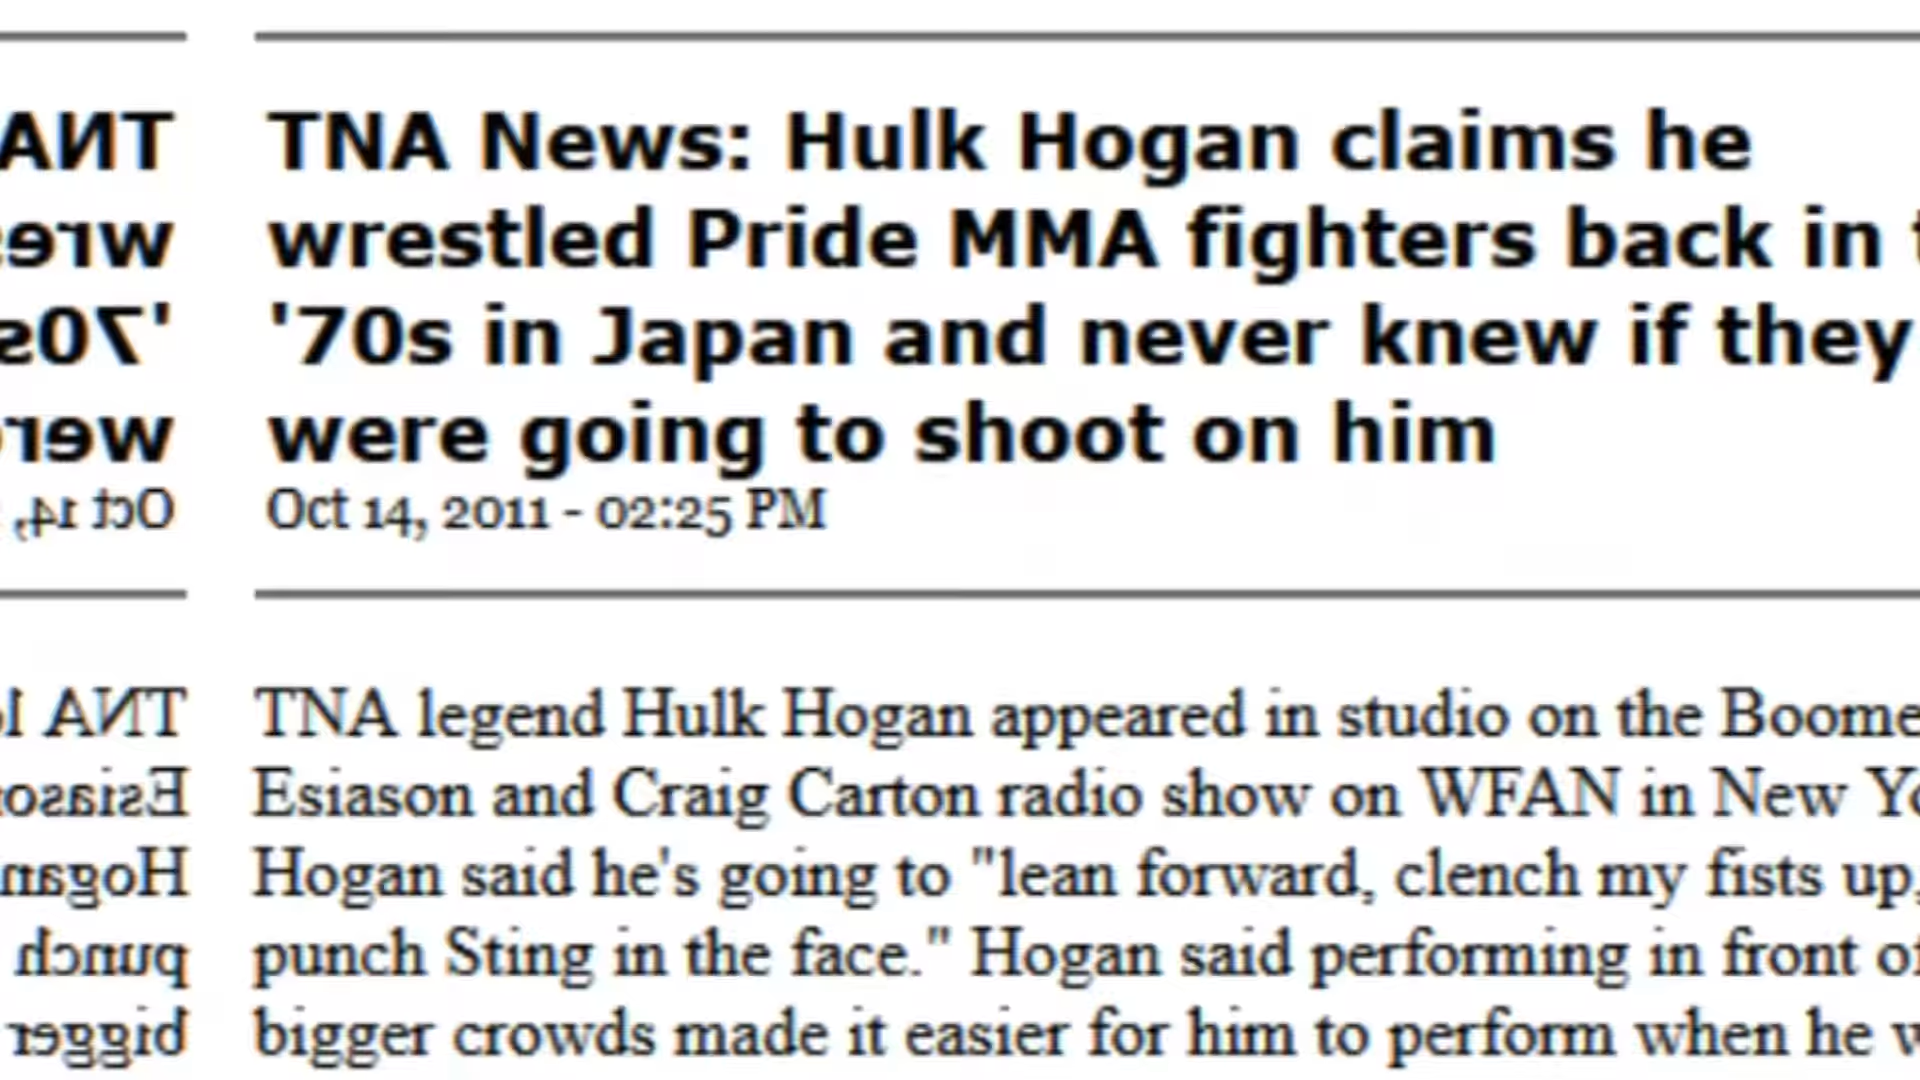 TNA News: Hulk Hogan claims he
wrestled Pride MMA fighters back in
'70s in Japan and never knew if they
were going to shoot on him
Oct 14, 2011 - 02:25 PM
TNA legend Hulk Hogan appeared in studio on the Boome
Esiason and Craig Carton radio show on WFAN in New Yo
Hogan said he's going to "lean forward, clench my fists up,
punch Sting in the face." Hogan said performing in front of
bigger crowds made it easier for him to perform when he w